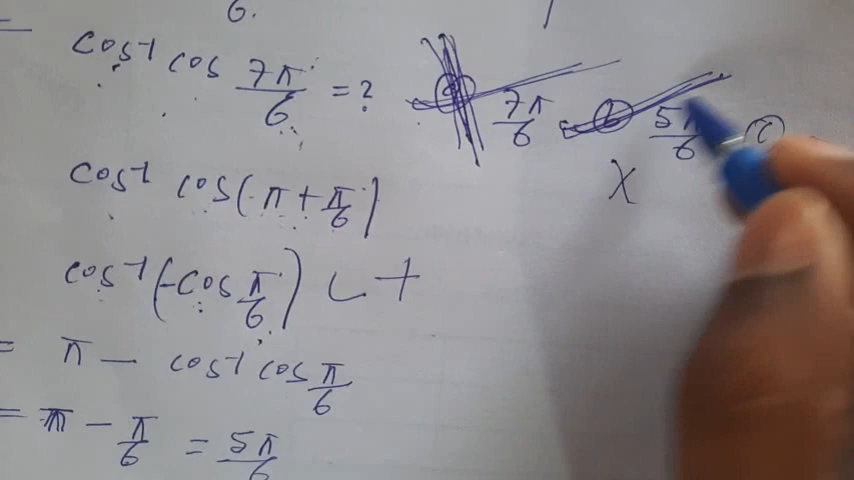 6.
cos⁻¹ cos 7π/6 = ? 7π/6 b 5π/6 c
X
cos⁻¹ cos(π + π/6)
cos⁻¹(-cos π/6)
= π - cos⁻¹ cos π/6
= π - π/6 = 5π/6